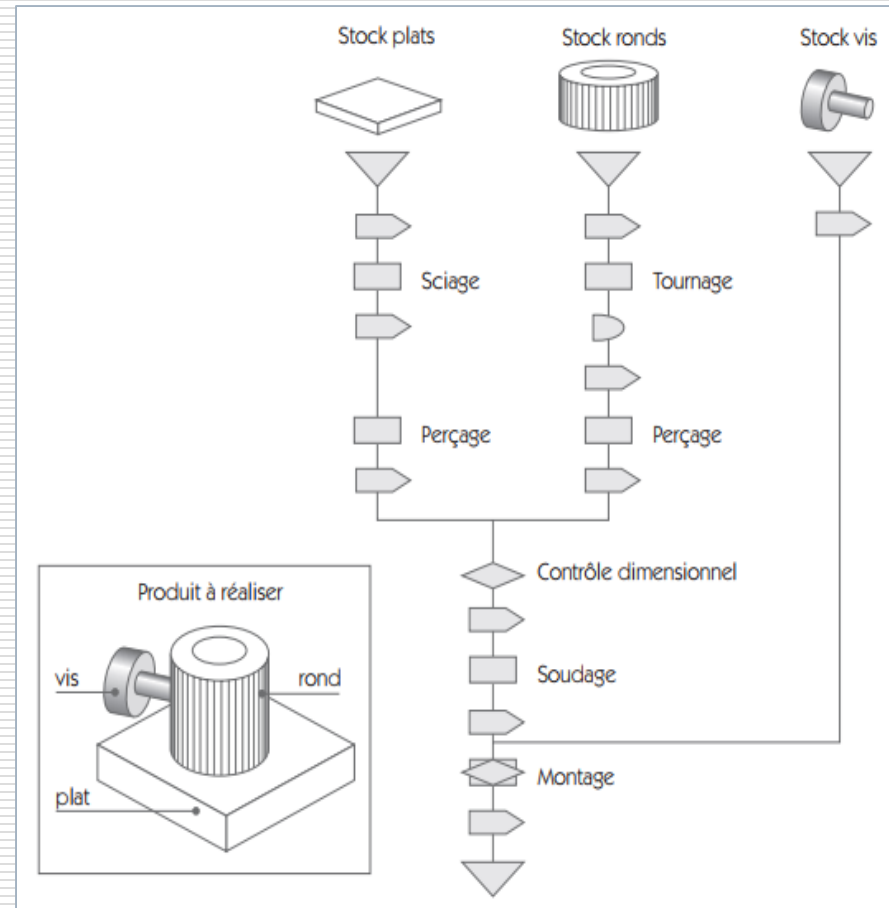 Stock plats
Stock ronds
Stock vis
Sciage
Tournage
Perçage
Perçage
Contrôle dimensionnel
Soudage
Montage
Produit à réaliser
vis
rond
plat